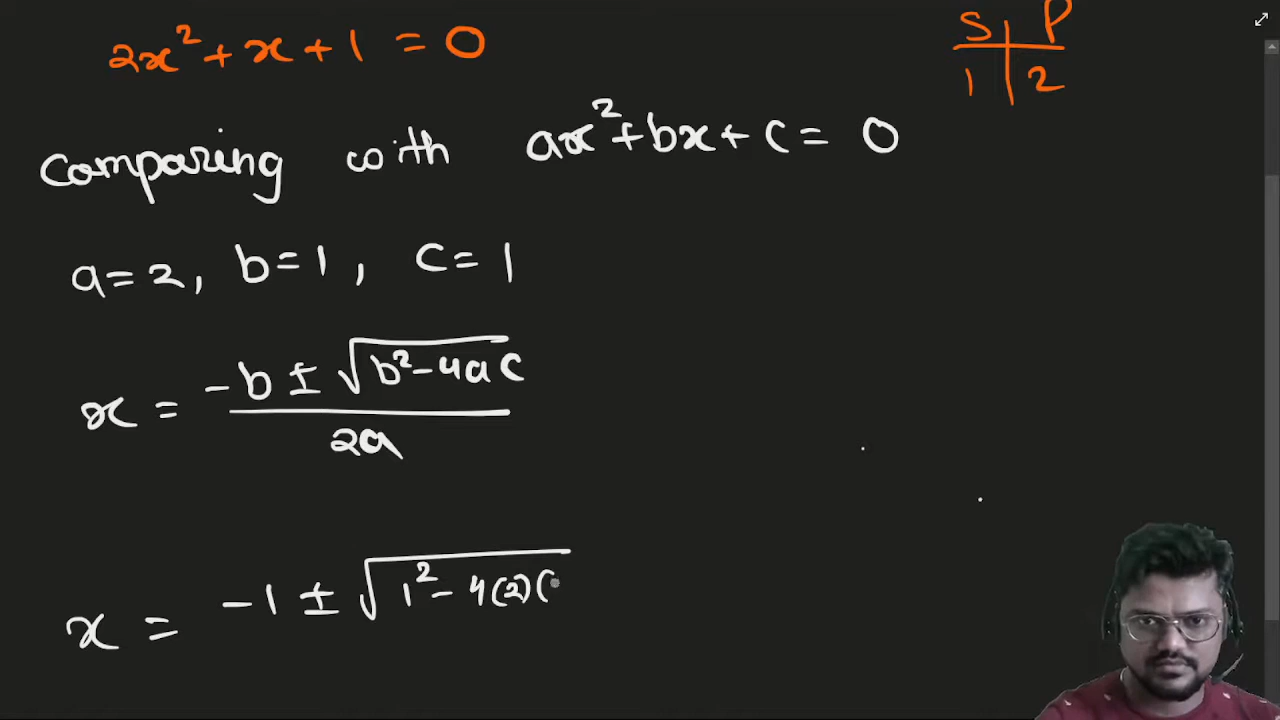 2x² + x + 1 = 0
S | P
1 | 2
Comparing with ax² + bx + c = 0
a = 2, b = 1, c = 1
x = (-b ± √(b² - 4ac)) / 2a
x = -1 ± √(1² - 4(2)(